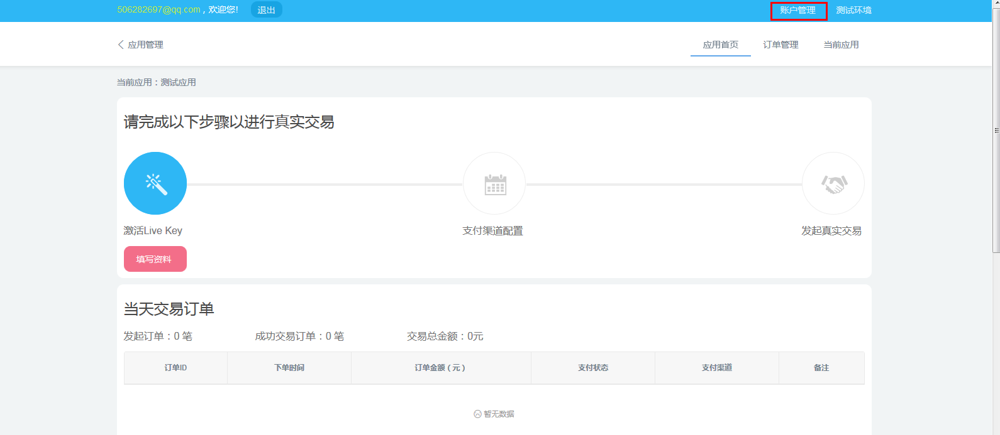 506282697@qq.com，欢迎您! 退出 账户管理 测试环境
应用管理 应用首页 订单管理 当前应用
当前应用：测试应用
请完成以下步骤以进行真实交易
激活Live Key 支付渠道配置 发起真实交易
填写资料
当天交易订单
发起订单：0 笔 成功交易订单：0 笔 交易总金额：0元
订单ID 下单时间 订单金额（元） 支付状态 支付渠道 备注
暂无数据